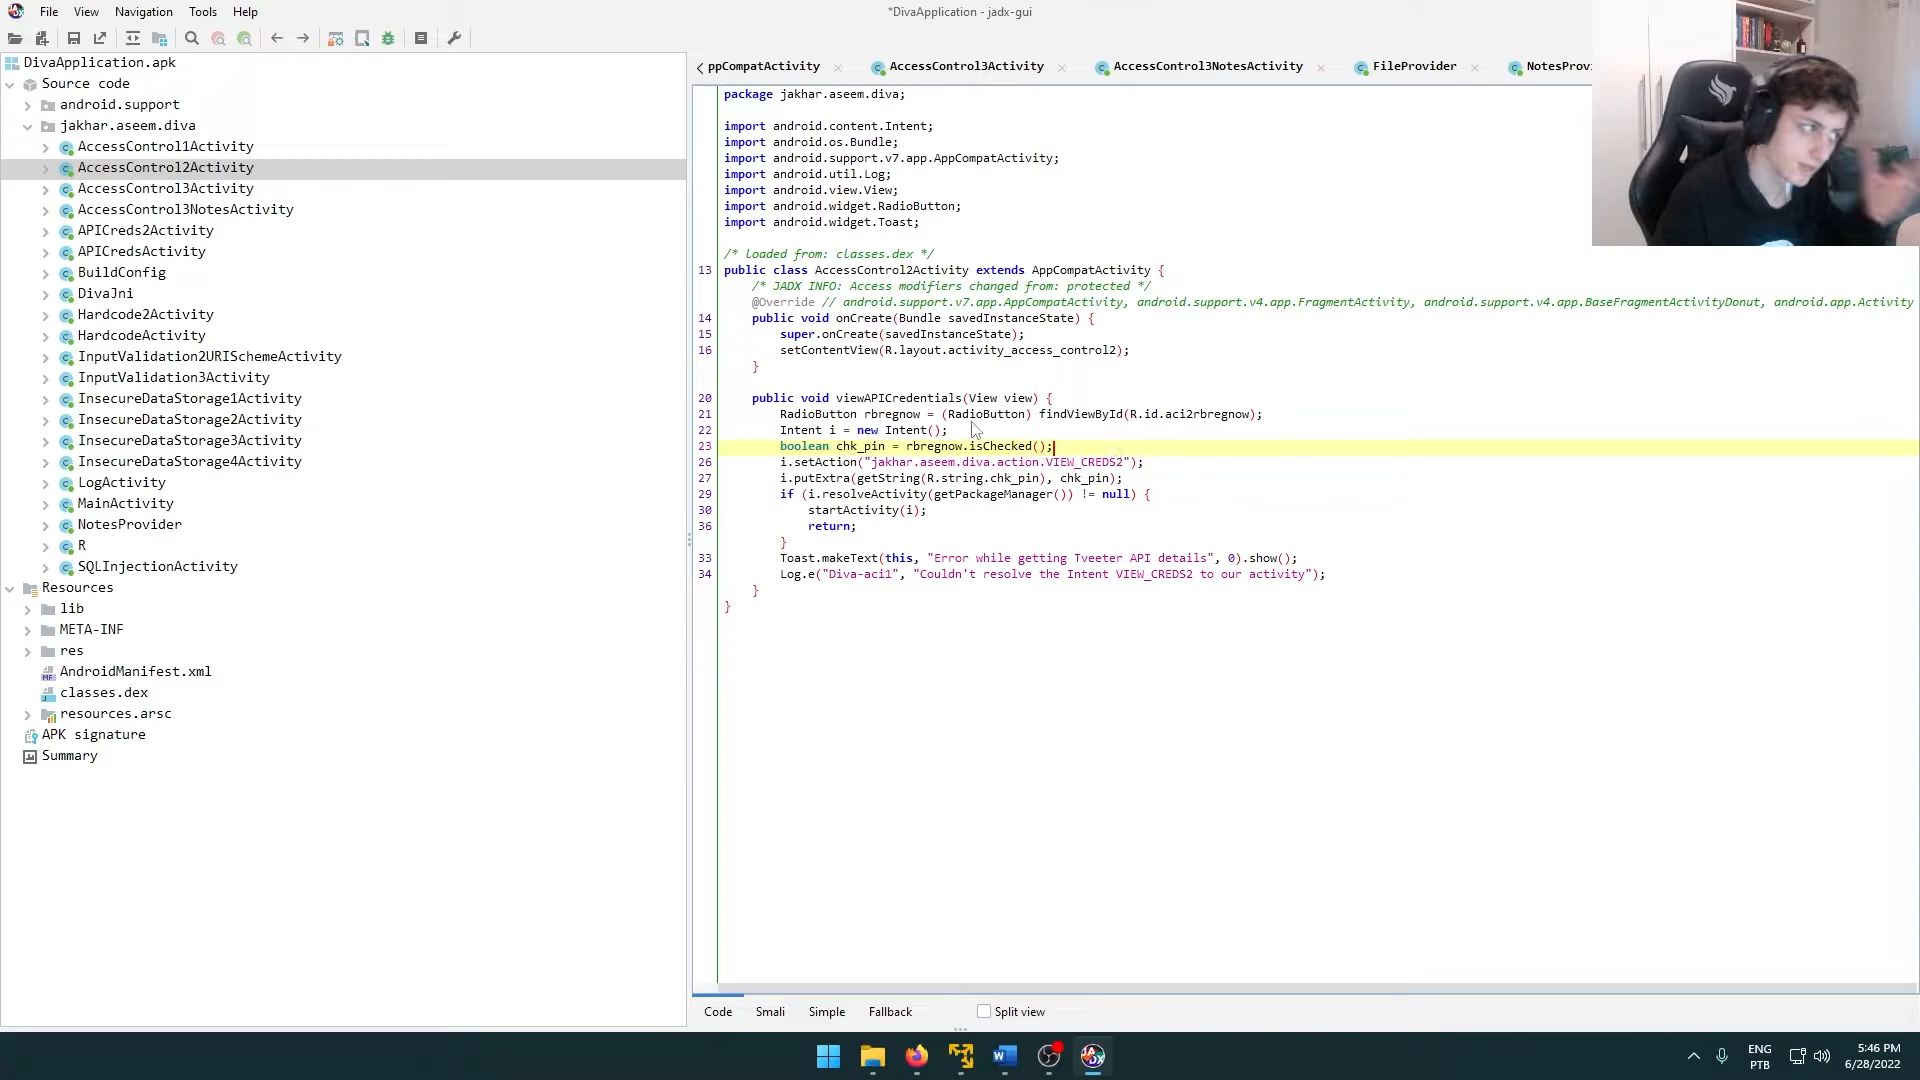 File View Navigation Tools Help
*DivaApplication - jadx-gui
DivaApplication.apk
Source code
android.support
jakhar.aseem.diva
AccessControl1Activity
AccessControl2Activity
AccessControl3Activity
AccessControl3NotesActivity
APICreds2Activity
APICredsActivity
BuildConfig
DivaJni
Hardcode2Activity
HardcodeActivity
InputValidation2URISchemeActivity
InputValidation3Activity
InsecureDataStorage1Activity
InsecureDataStorage2Activity
InsecureDataStorage3Activity
InsecureDataStorage4Activity
LogActivity
MainActivity
NotesProvider
R
SQLInjectionActivity
Resources
lib
META-INF
res
AndroidManifest.xml
classes.dex
resources.arsc
APK signature
Summary
ppCompatActivity AccessControl3Activity AccessControl3NotesActivity FileProvider NotesProv
package jakhar.aseem.diva;
import android.content.Intent;
import android.os.Bundle;
import android.support.v7.app.AppCompatActivity;
import android.util.Log;
import android.view.View;
import android.widget.RadioButton;
import android.widget.Toast;
/* loaded from: classes.dex */
13 public class AccessControl2Activity extends AppCompatActivity {
/* JADX INFO: Access modifiers changed from: protected */
@Override // android.support.v7.app.AppCompatActivity, android.support.v4.app.FragmentActivity, android.support.v4.app.BaseFragmentActivityDonut, android.app.Activity
14 public void onCreate(Bundle savedInstanceState) {
15 super.onCreate(savedInstanceState);
16 setContentView(R.layout.activity_access_control2);
}
20 public void viewAPICredentials(View view) {
21 RadioButton rbregnow = (RadioButton) findViewById(R.id.aci2rbregnow);
22 Intent i = new Intent();
23 boolean chk_pin = rbregnow.isChecked();
26 i.setAction("jakhar.aseem.diva.action.VIEW_CREDS2");
27 i.putExtra(getString(R.string.chk_pin), chk_pin);
29 if (i.resolveActivity(getPackageManager()) != null) {
30 startActivity(i);
36 return;
}
33 Toast.makeText(this, "Error while getting Tveeter API details", 0).show();
34 Log.e("Diva-aci1", "Couldn't resolve the Intent VIEW_CREDS2 to our activity");
}
}
Code Smali Simple Fallback Split view
ENG
PTB
5:46 PM
6/28/2022